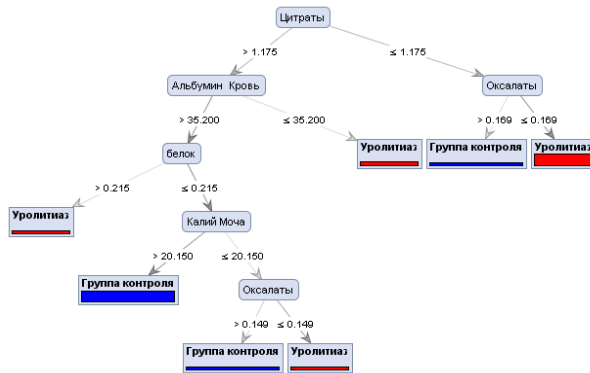 Цитраты
> 1.175
≤ 1.175
Альбумин Кровь
Оксалаты
> 35.200
≤ 35.200
> 0.169
≤ 0.169
белок
Уролитиаз
Группа контроля
Уролитиаз
> 0.215
≤ 0.215
Уролитиаз
Калий Моча
> 20.150
≤ 20.150
Группа контроля
Оксалаты
> 0.149
≤ 0.149
Группа контроля
Уролитиаз